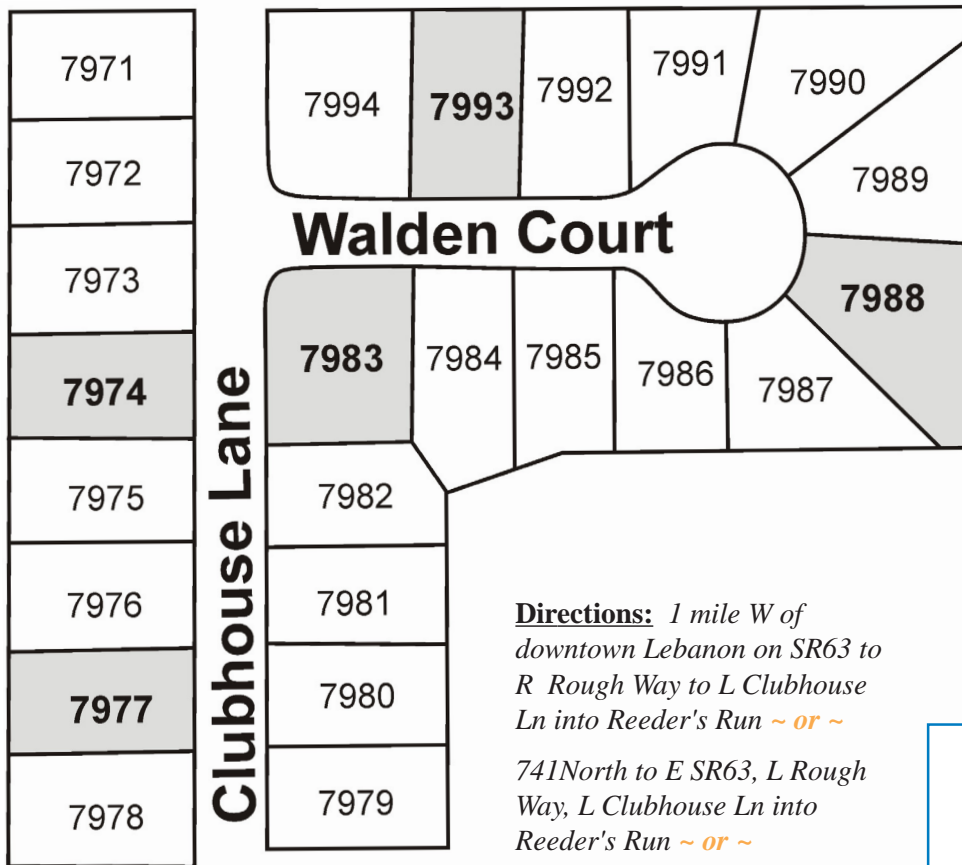 7971
7972
7973
7974
7975
7976
7977
7978
Clubhouse Lane
7994
7993
7992
7991
7990
7989
Walden Court
7988
7983
7984
7985
7986
7987
7982
7981
7980
7979
Directions: 1 mile W of
downtown Lebanon on SR63 to
R Rough Way to L Clubhouse
Ln into Reeder's Run ~ or ~
741North to E SR63, L Rough
Way, L Clubhouse Ln into
Reeder's Run ~ or ~